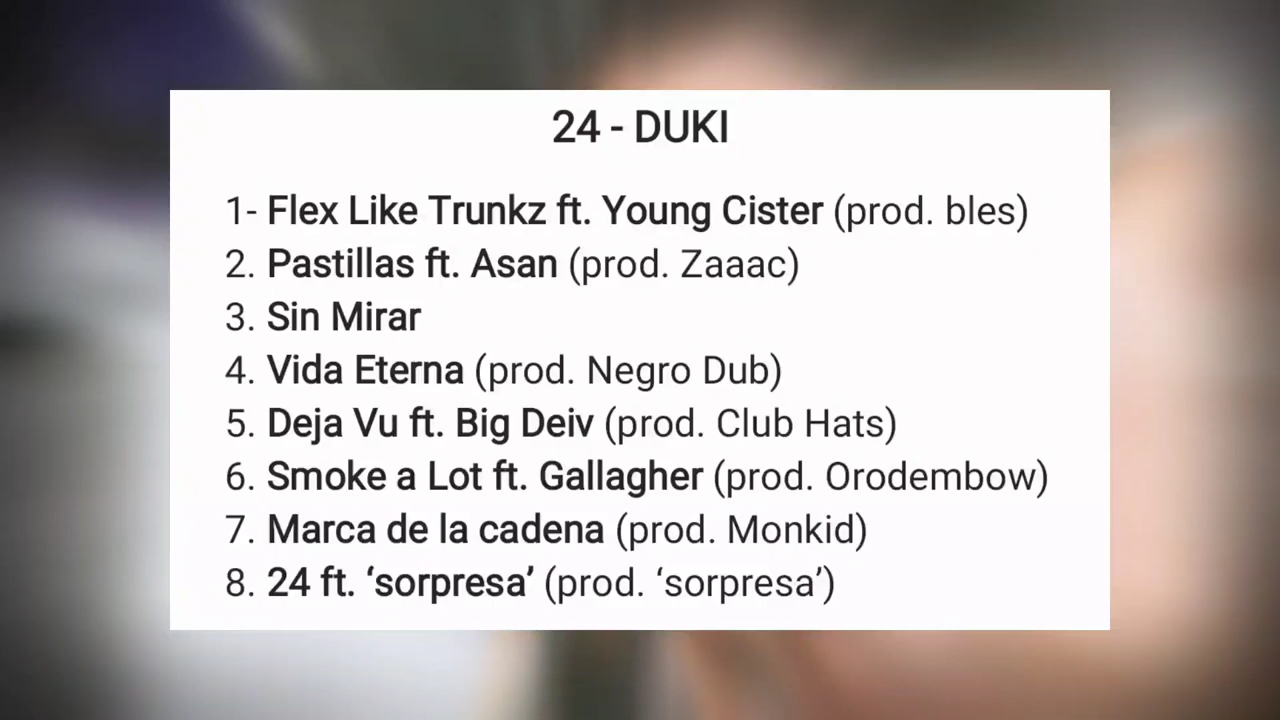 24 - DUKI
1- Flex Like Trunkz ft. Young Cister (prod. bles)
2. Pastillas ft. Asan (prod. Zaaac)
3. Sin Mirar
4. Vida Eterna (prod. Negro Dub)
5. Deja Vu ft. Big Deiv (prod. Club Hats)
6. Smoke a Lot ft. Gallagher (prod. Orodembow)
7. Marca de la cadena (prod. Monkid)
8. 24 ft. ‘sorpresa’ (prod. ‘sorpresa’)